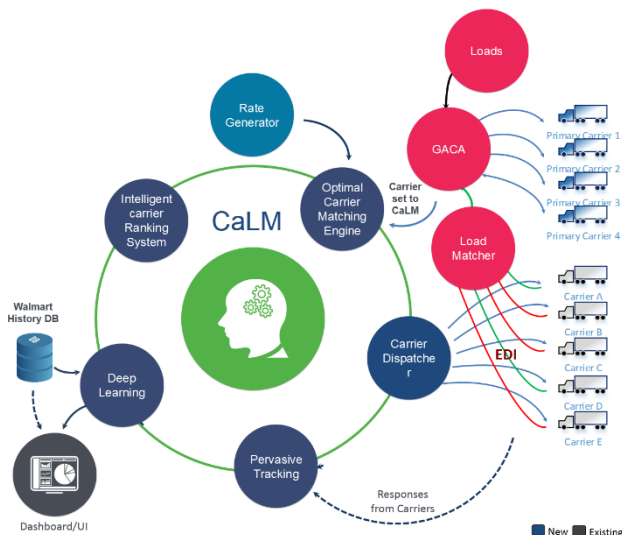 Loads
Rate
Generator
GACA
Primary Carrier 1
Primary Carrier 2
Primary Carrier 3
Primary Carrier 4
Intelligent
carrier
Ranking
System
CaLM
Optimal
Carrier
Matching
Engine
Carrier
set to
CaLM
Load
Matcher
Carrier A
Carrier B
Carrier C
Carrier D
Carrier E
EDI
Walmart
History DB
Deep
Learning
Carrier
Dispatche
r
Pervasive
Tracking
Responses
from Carriers
Dashboard/UI
New
Existing